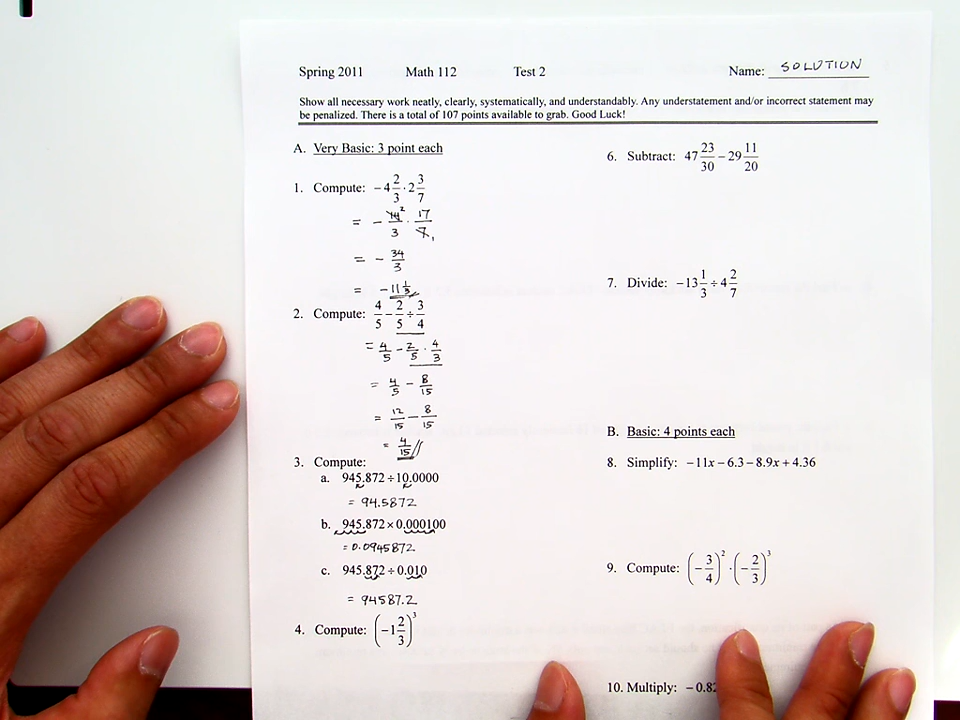 Spring 2011 Math 112 Test 2 Name: SOLUTION
Show all necessary work neatly, clearly, systematically, and understandably. Any understatement and/or incorrect statement may
be penalized. There is a total of 107 points available to grab. Good Luck!
A. Very Basic: 3 point each
1. Compute: -4 2/3 · 2 3/7
= - 14²/3 · 17/7₁
= - 34/3
= -11 1/3
2. Compute: 4/5 - 2/5 ÷ 3/4
= 4/5 - 2/5 · 4/3
= 4/5 - 8/15
= 12/15 - 8/15
= 4/15 //
3. Compute:
a. 945.872 ÷ 10.0000
= 94.5872
b. 945.872 × 0.000100
= 0.0945872
c. 945.872 ÷ 0.010
= 94587.2
4. Compute: (-1 2/3)³
6. Subtract: 47 23/30 - 29 11/20
7. Divide: -13 1/3 ÷ 4 2/7
B. Basic: 4 points each
8. Simplify: -11x - 6.3 - 8.9x + 4.36
9. Compute: (-3/4)² · (-2/3)³
10. Multiply: -0.82